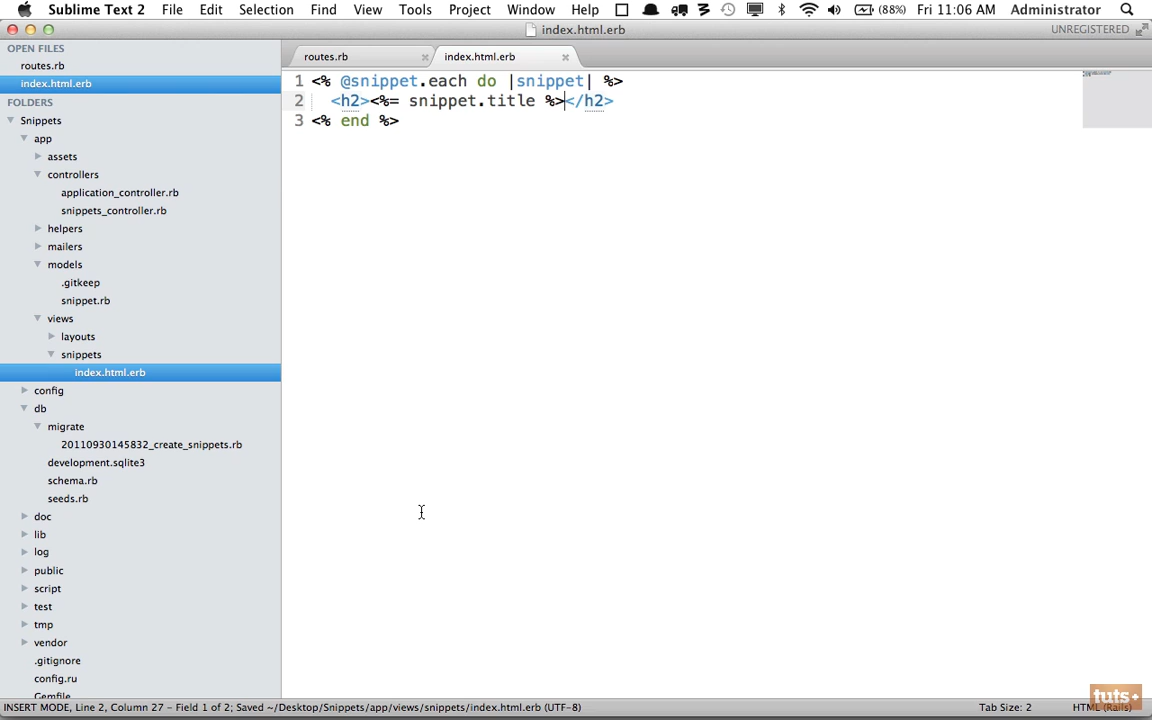 Sublime Text 2 File Edit Selection Find View Tools Project Window Help (88%) Fri 11:06 AM Administrator
index.html.erb UNREGISTERED
OPEN FILES
routes.rb
index.html.erb
FOLDERS
Snippets
app
assets
controllers
application_controller.rb
snippets_controller.rb
helpers
mailers
models
.gitkeep
snippet.rb
views
layouts
snippets
index.html.erb
config
db
migrate
20110930145832_create_snippets.rb
development.sqlite3
schema.rb
seeds.rb
doc
lib
log
public
script
test
tmp
vendor
.gitignore
config.ru
Gemfile
routes.rb index.html.erb
1 <% @snippet.each do |snippet| %>
2 <h2><%= snippet.title %></h2>
3 <% end %>
tuts+
INSERT MODE, Line 2, Column 27 - Field 1 of 2; Saved ~/Desktop/Snippets/app/views/snippets/index.html.erb (UTF-8) Tab Size: 2 HTML (Rails)